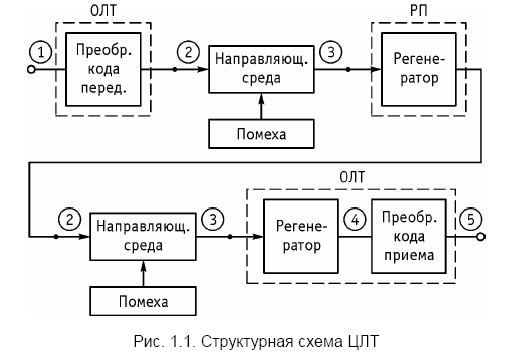 ОЛТ
РП
1
Преобр.
кода
перед.
2
Направляющ.
среда
3
Регене-
ратор
Помеха
ОЛТ
2
Направляющ.
среда
3
Регене-
ратор
4
Преобр.
кода
приема
5
Помеха
Рис. 1.1. Структурная схема ЦЛТ